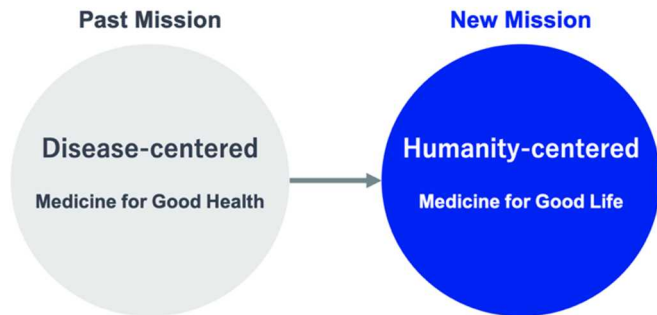 Past Mission
New Mission
Disease-centered
Medicine for Good Health
Humanity-centered
Medicine for Good Life